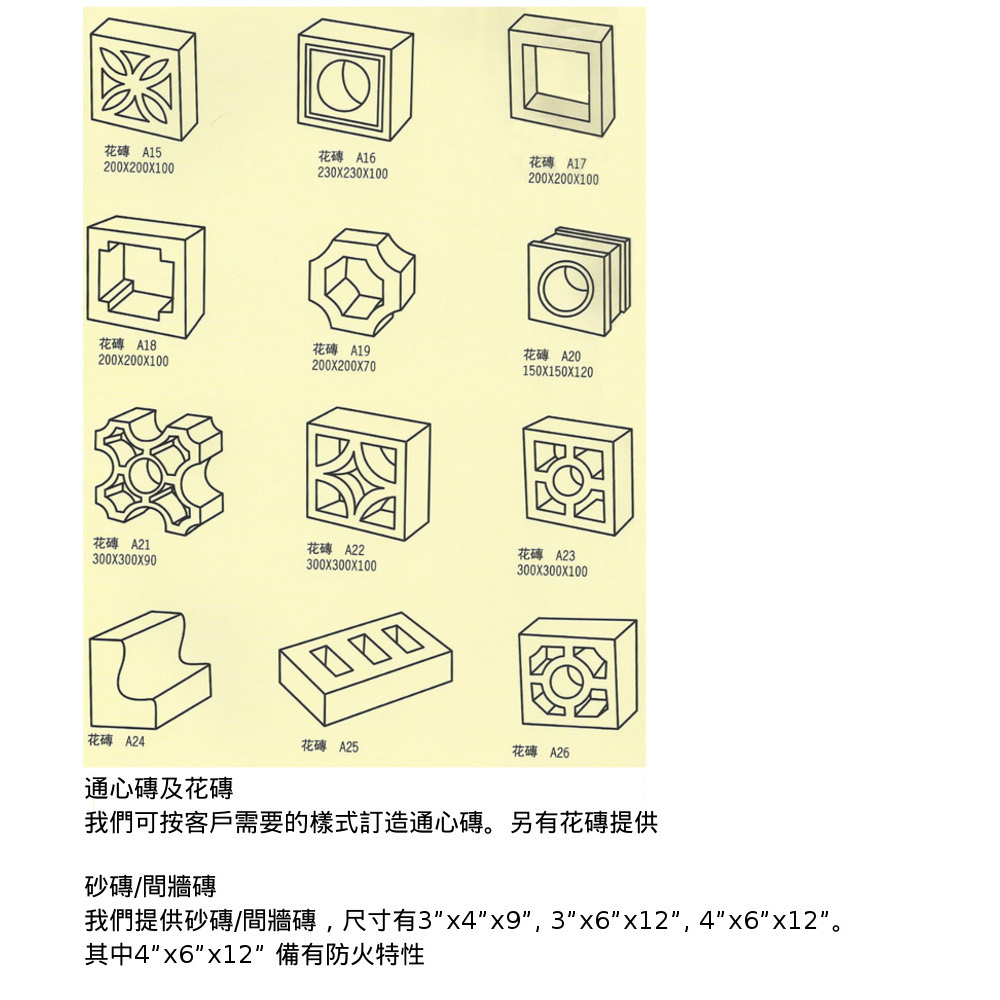 花磚 A15
200X200X100
花磚 A16
230X230X100
花磚 A17
200X200X100
花磚 A18
200X200X100
花磚 A19
200X200X70
花磚 A20
150X150X120
花磚 A21
300X300X90
花磚 A22
300X300X100
花磚 A23
300X300X100
花磚 A24
花磚 A25
花磚 A26
通心磚及花磚
我們可按客戶需要的樣式訂造通心磚。另有花磚提供
砂磚/間牆磚
我們提供砂磚/間牆磚，尺寸有3”x4”x9”, 3”x6”x12”, 4”x6”x12”。
其中4”x6”x12” 備有防火特性